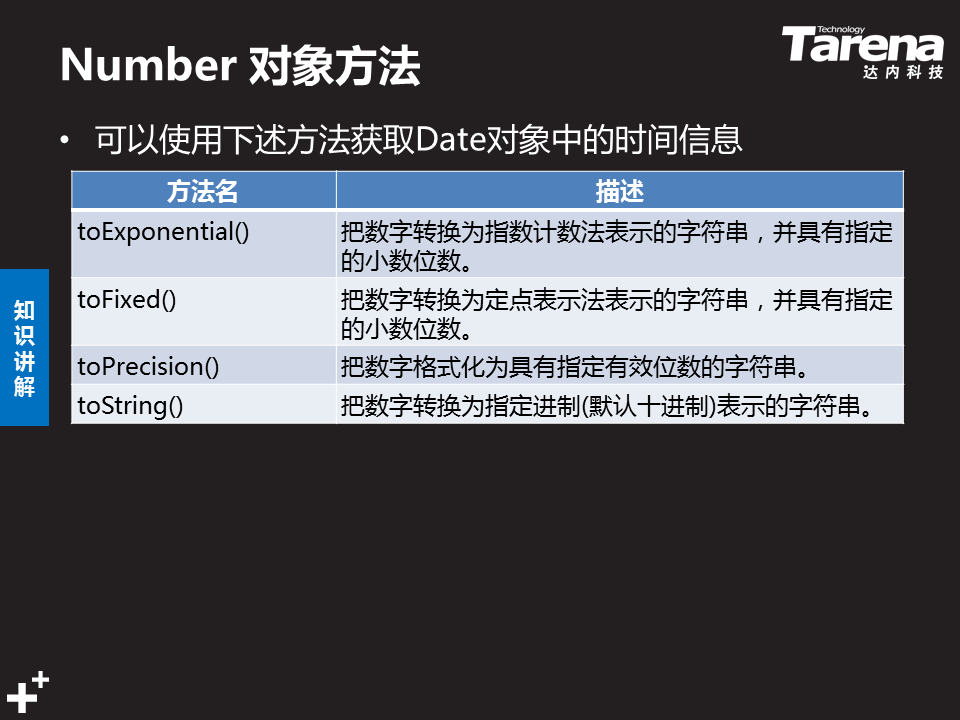 Number 对象方法
Technology
Tarena
达内科技
• 可以使用下述方法获取Date对象中的时间信息
方法名 描述
toExponential() 把数字转换为指数计数法表示的字符串，并具有指定
的小数位数。
toFixed() 把数字转换为定点表示法表示的字符串，并具有指定
的小数位数。
toPrecision() 把数字格式化为具有指定有效位数的字符串。
toString() 把数字转换为指定进制(默认十进制)表示的字符串。
知
识
讲
解